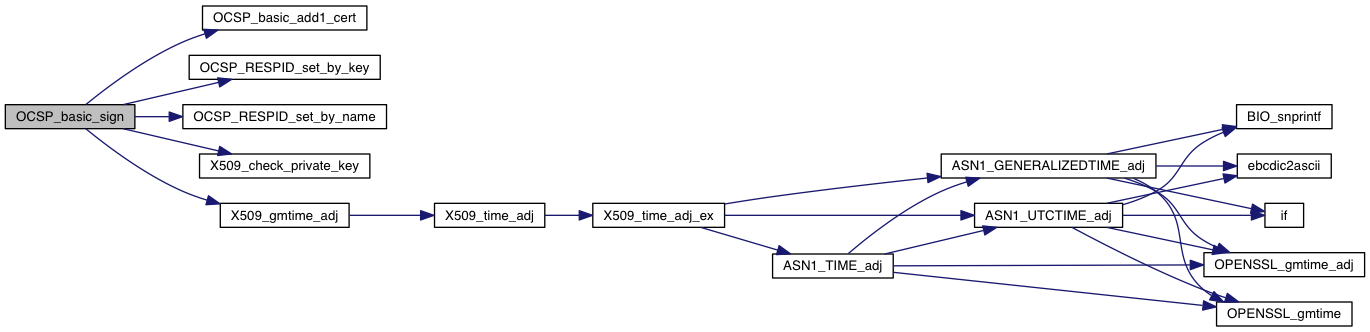 OCSP_basic_add1_cert
OCSP_RESPID_set_by_key
OCSP_basic_sign
OCSP_RESPID_set_by_name
X509_check_private_key
X509_gmtime_adj
X509_time_adj
X509_time_adj_ex
ASN1_GENERALIZEDTIME_adj
ASN1_UTCTIME_adj
ASN1_TIME_adj
BIO_snprintf
ebcdic2ascii
if
OPENSSL_gmtime_adj
OPENSSL_gmtime